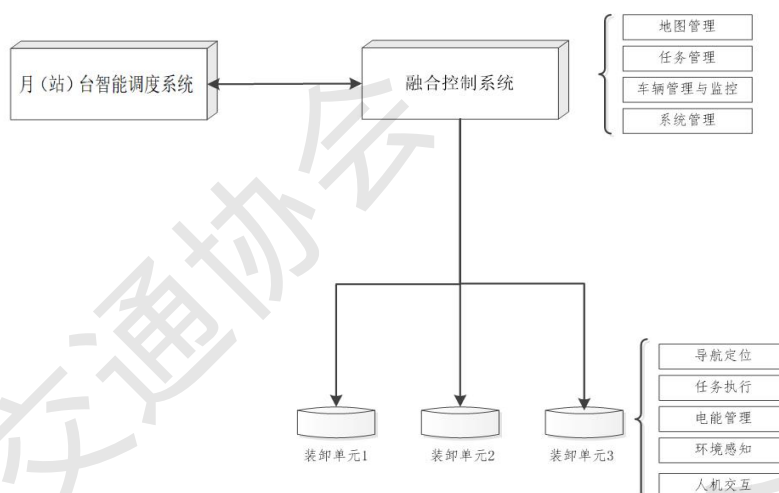 月（站）台智能调度系统
融合控制系统
地图管理
任务管理
车辆管理与监控
系统管理
装卸单元1
装卸单元2
装卸单元3
导航定位
任务执行
电能管理
环境感知
人机交互
交通协会